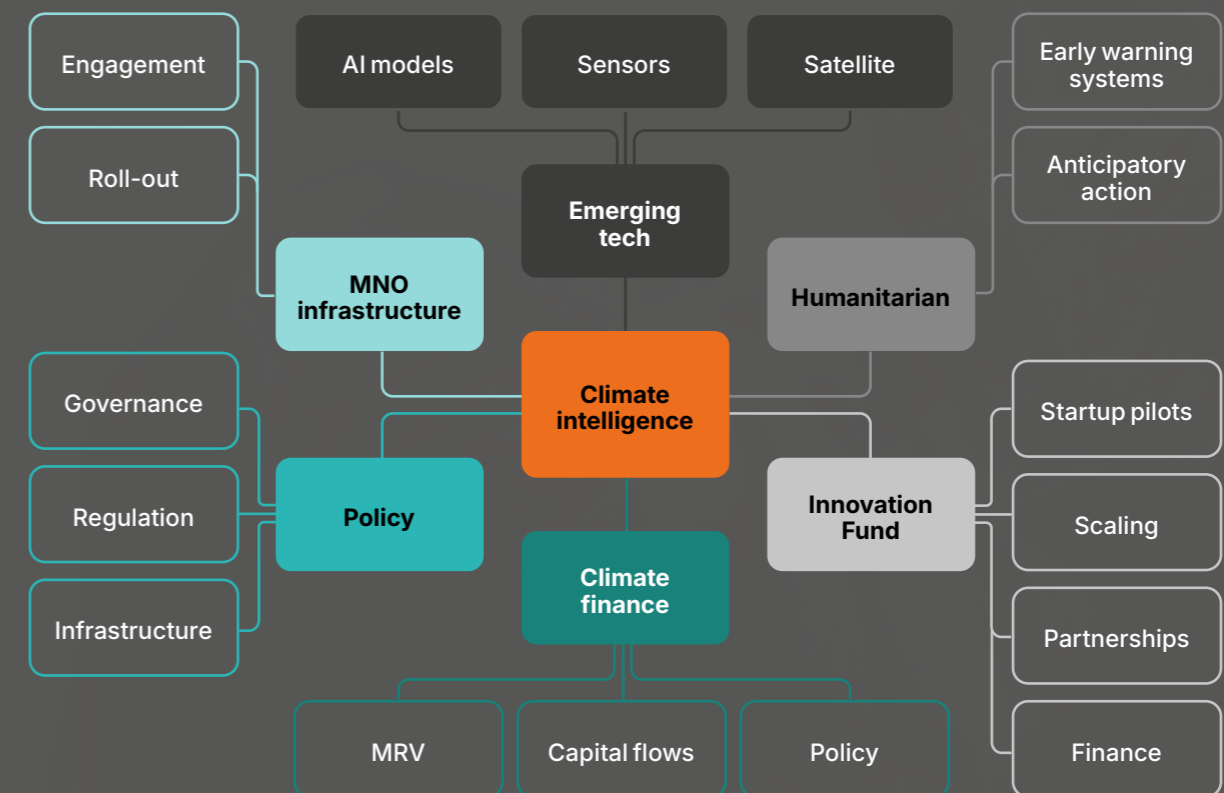 Engagement
AI models
Sensors
Satellite
Early warning
systems
Roll-out
Anticipatory
action
Emerging
tech
MNO
infrastructure
Humanitarian
Climate
intelligence
Governance
Startup pilots
Regulation
Policy
Innovation
Fund
Scaling
Climate
finance
Infrastructure
Partnerships
MRV
Capital flows
Policy
Finance